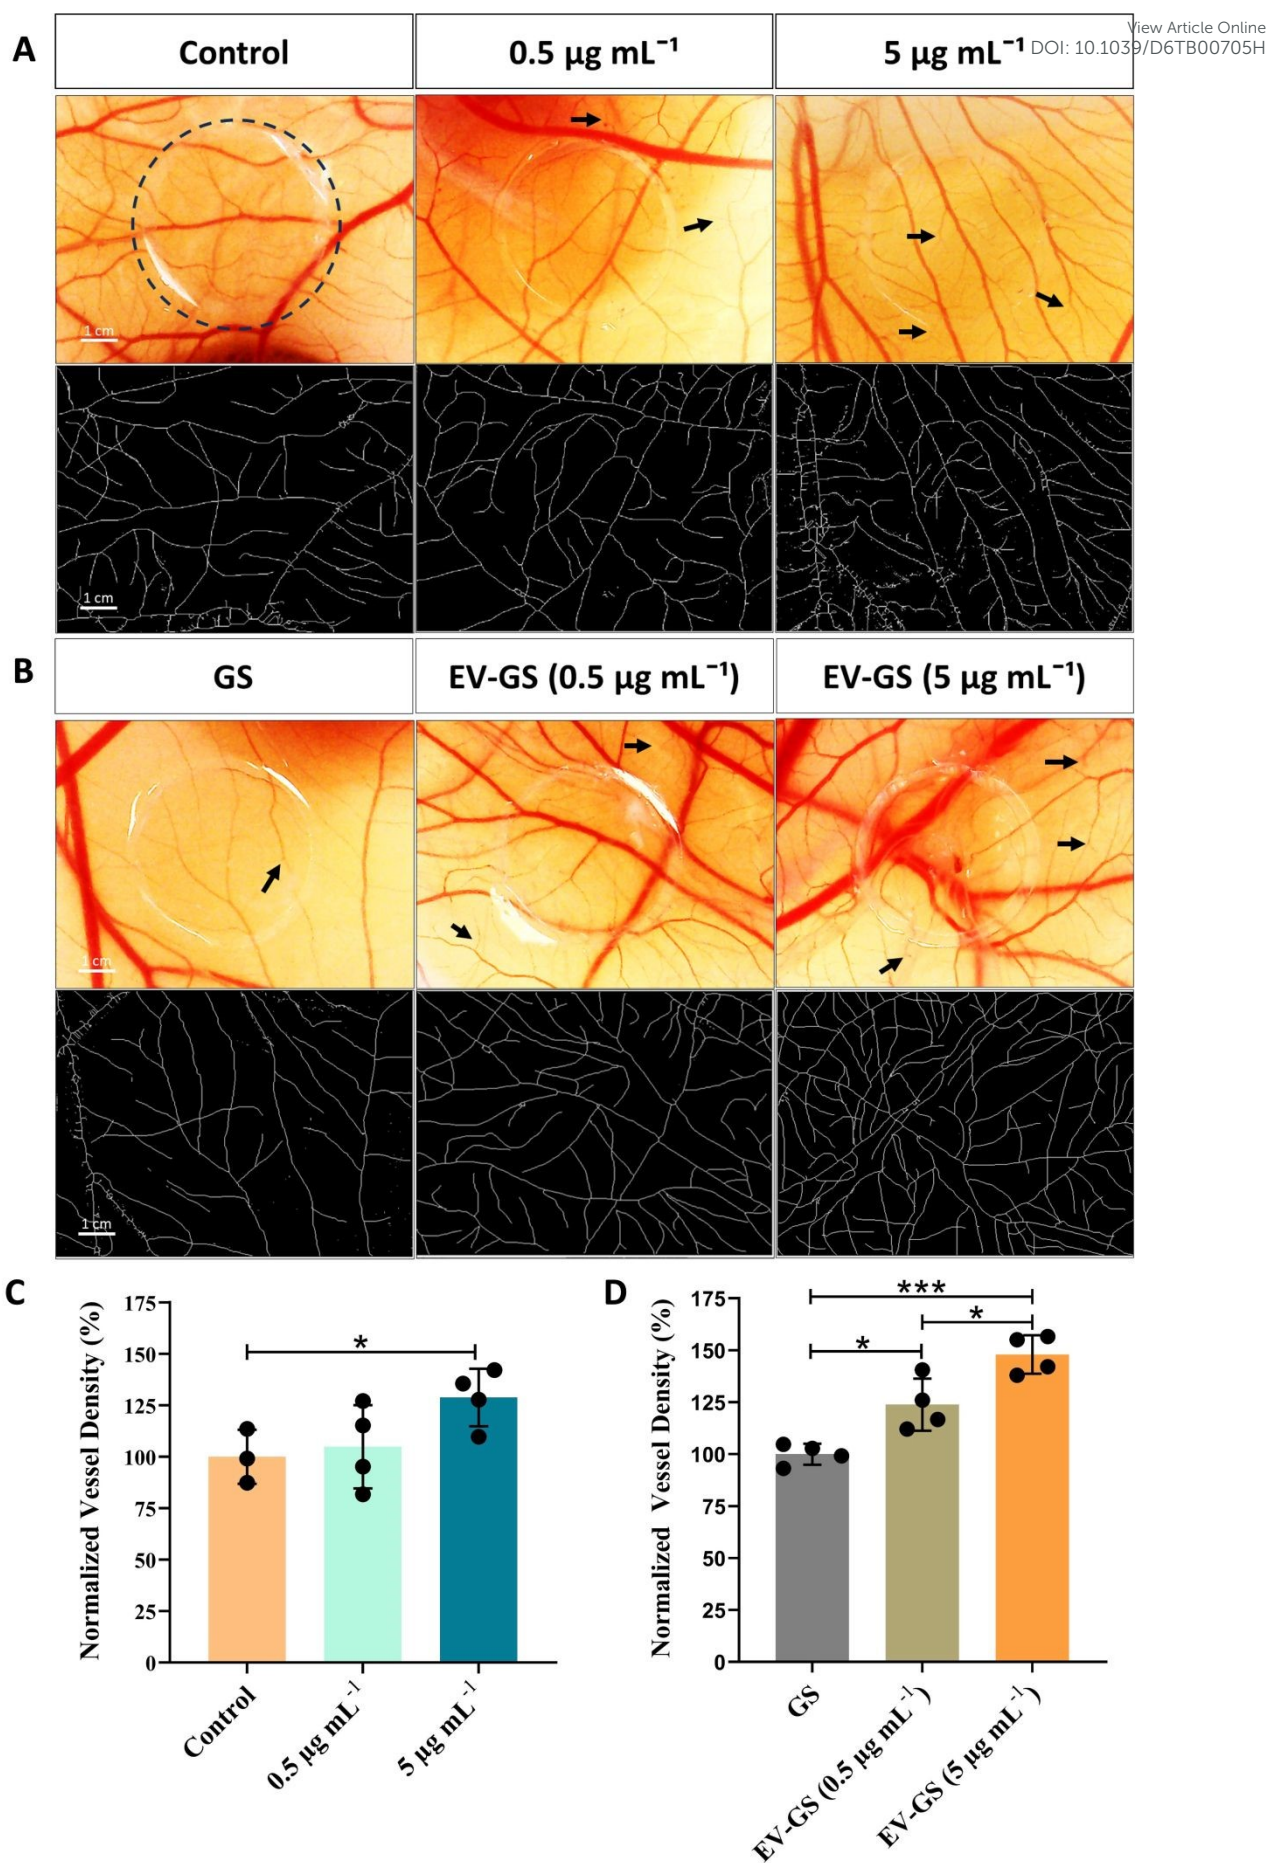 View Article Online
DOI: 10.1039/D6TB00705H
A
Control
0.5 µg mL⁻¹
5 µg mL⁻¹
1 cm
1 cm
B
GS
EV-GS (0.5 µg mL⁻¹)
EV-GS (5 µg mL⁻¹)
1 cm
1 cm
C
Normalized Vessel Density (%)
175
150
125
100
75
50
25
0
*
Control
0.5 µg mL⁻¹
5 µg mL⁻¹
D
Normalized Vessel Density (%)
175
150
125
100
75
50
25
0
***
*
*
GS
EV-GS (0.5 µg mL⁻¹)
EV-GS (5 µg mL⁻¹)